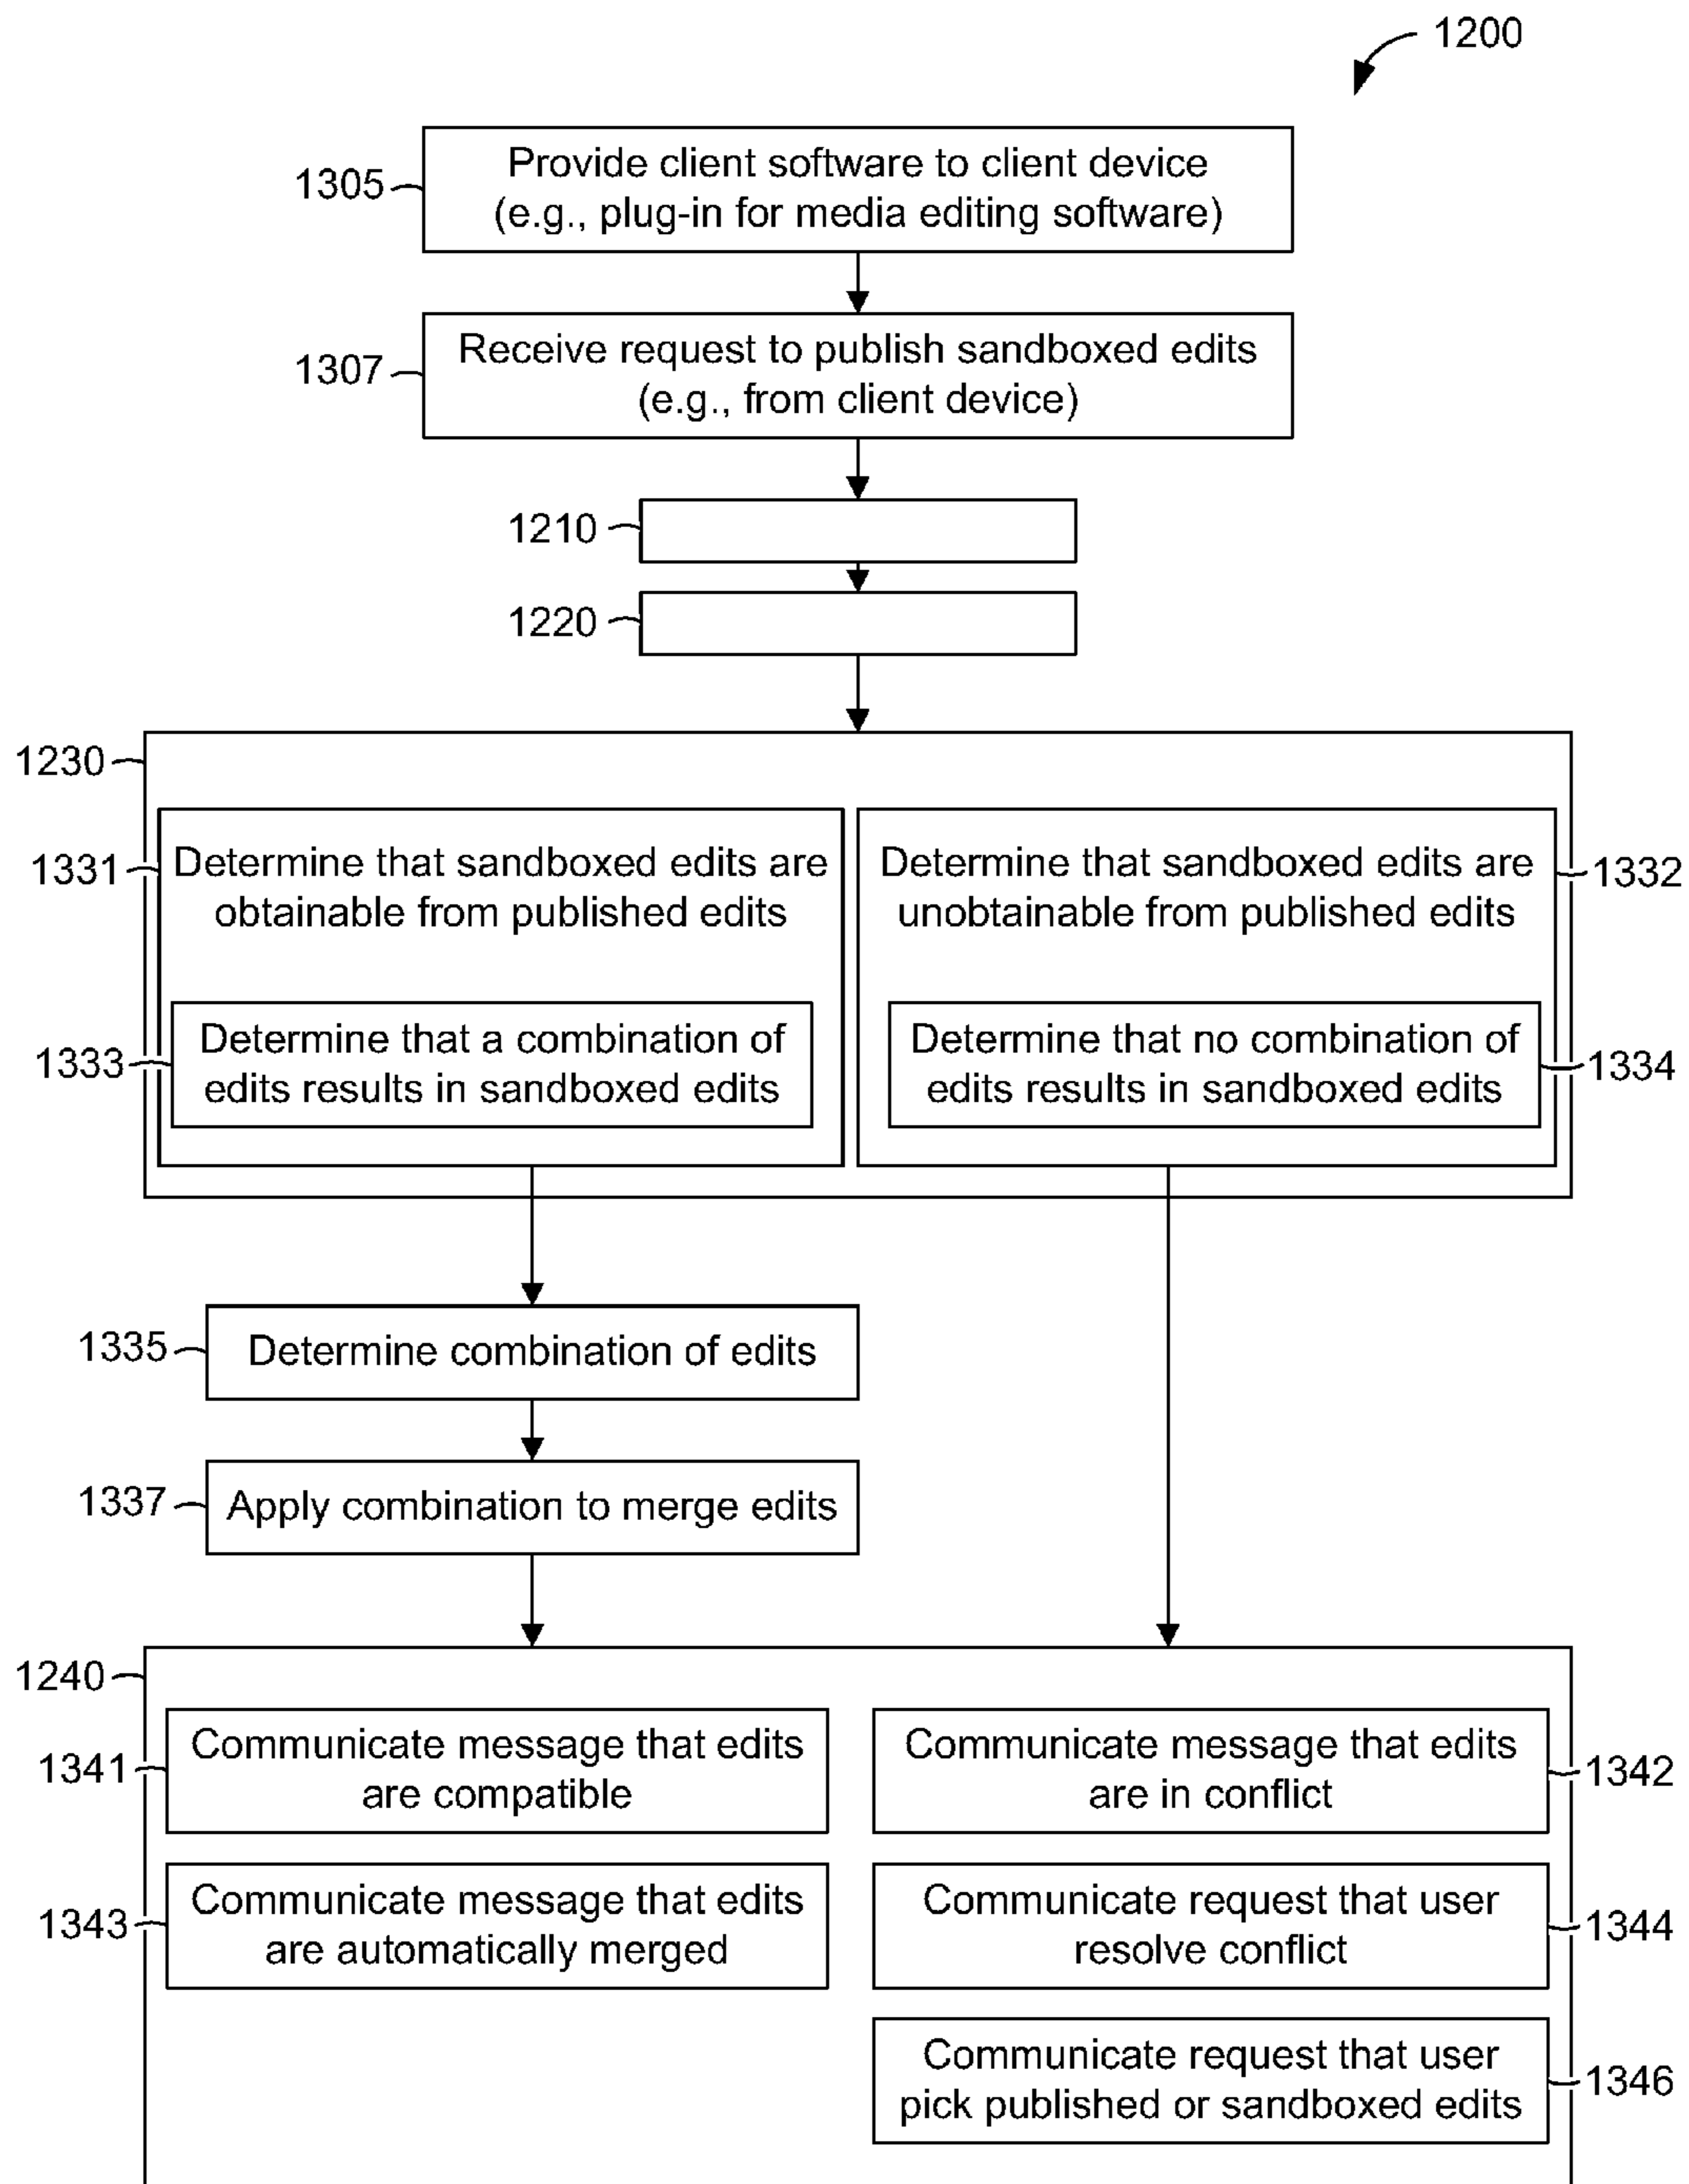 1200
1305
Provide client software to client device
(e.g., plug-in for media editing software)
1307
Receive request to publish sandboxed edits
(e.g., from client device)
1210
1220
1230
1331
Determine that sandboxed edits are
obtainable from published edits
1333
Determine that a combination of
edits results in sandboxed edits
Determine that sandboxed edits are
unobtainable from published edits
1332
Determine that no combination of
edits results in sandboxed edits
1334
1335
Determine combination of edits
1337
Apply combination to merge edits
1240
1341
Communicate message that edits
are compatible
Communicate message that edits
are in conflict
1342
1343
Communicate message that edits
are automatically merged
Communicate request that user
resolve conflict
1344
Communicate request that user
pick published or sandboxed edits
1346